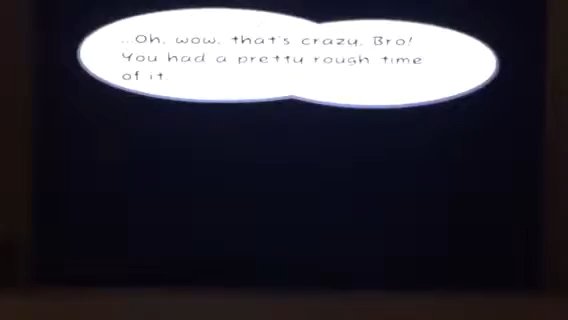 ...Oh, wow, that's crazy, Bro!
You had a pretty rough time
of it.